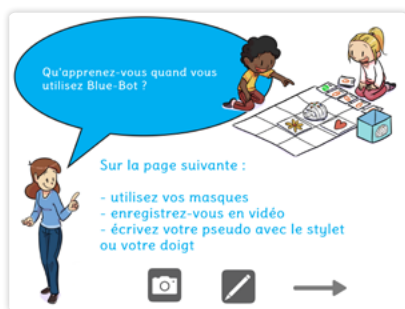 Qu'apprenez-vous quand vous
utilisez Blue-Bot ?
Sur la page suivante :
- utilisez vos masques
- enregistrez-vous en vidéo
- écrivez votre pseudo avec le stylet
ou votre doigt